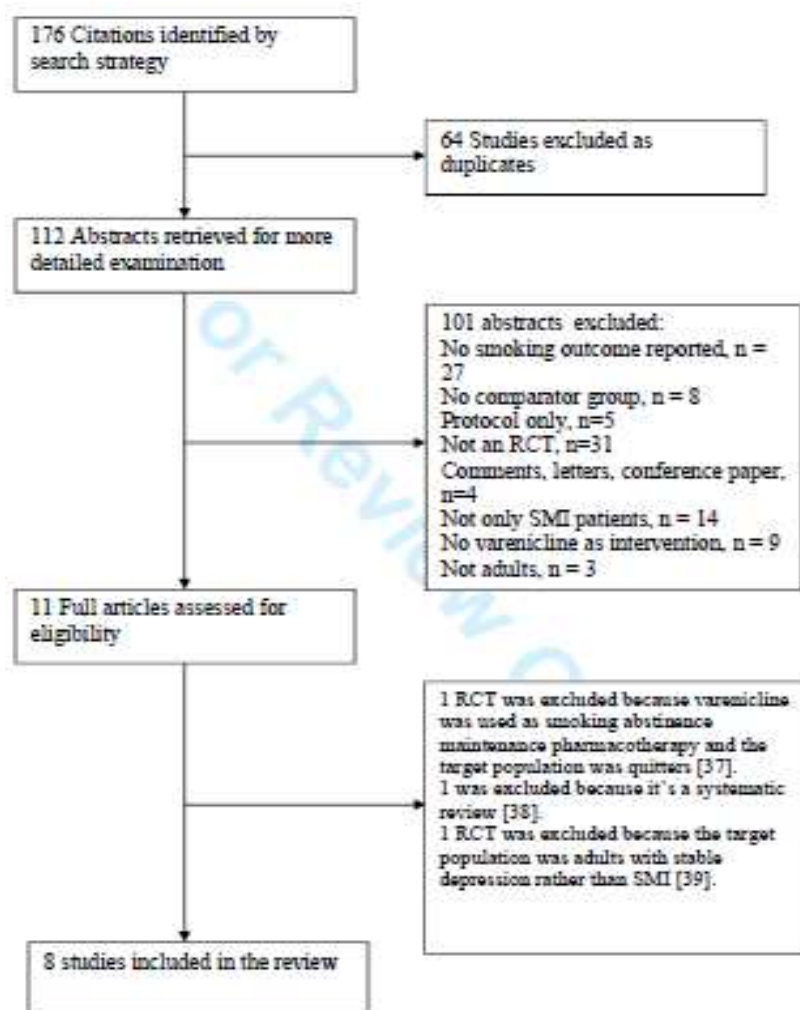 176 Citations identified by
search strategy
64 Studies excluded as
duplicates
112 Abstracts retrieved for more
detailed examination
101 abstracts excluded:
No smoking outcome reported, n =
27
No comparator group, n = 8
Protocol only, n=5
Not an RCT, n=31
Comments, letters, conference paper,
n=4
Not only SMI patients, n = 14
No varenicline as intervention, n = 9
Not adults, n = 3
11 Full articles assessed for
eligibility
1 RCT was excluded because varenicline
was used as smoking abstinence
maintenance pharmacotherapy and the
target population was quitters [37].
1 was excluded because it's a systematic
review [38].
1 RCT was excluded because the target
population was adults with stable
depression rather than SMI [39].
8 studies included in the review
or Review O